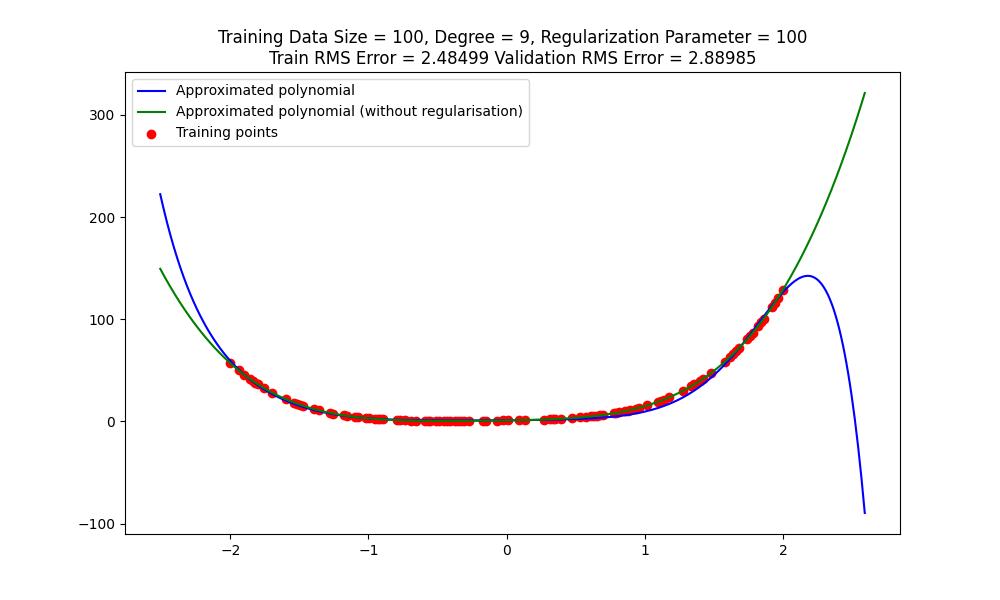 Training Data Size = 100, Degree = 9, Regularization Parameter = 100
Train RMS Error = 2.48499 Validation RMS Error = 2.88985
Approximated polynomial
Approximated polynomial (without regularisation)
Training points
300
200
100
0
−100
−2 −1 0 1 2